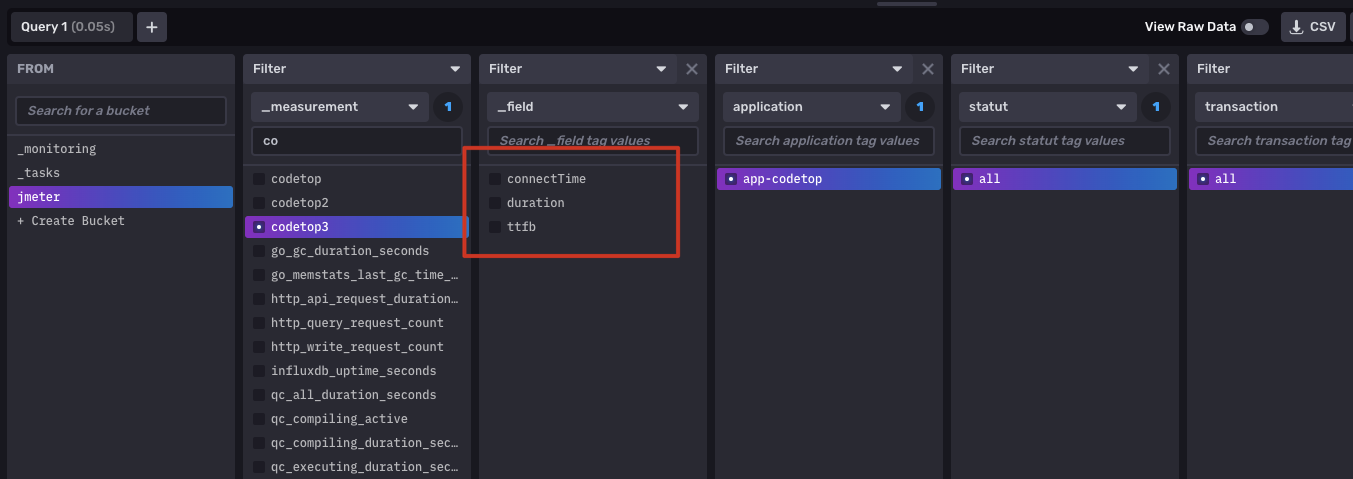 Query 1 (0.05s)
+
View Raw Data
CSV
FROM
Search for a bucket
_monitoring
_tasks
jmeter
+ Create Bucket
Filter
_measurement
1
co
codetop
codetop2
codetop3
go_gc_duration_seconds
go_memstats_last_gc_time_…
http_api_request_duration…
http_query_request_count
http_write_request_count
influxdb_uptime_seconds
qc_all_duration_seconds
qc_compiling_active
qc_compiling_duration_sec…
qc_executing_duration_sec…
Filter
_field
Search _field tag values
connectTime
duration
ttfb
Filter
application
1
Search application tag values
app-codetop
Filter
statut
1
Search statut tag values
all
Filter
transaction
Search transaction tag
all